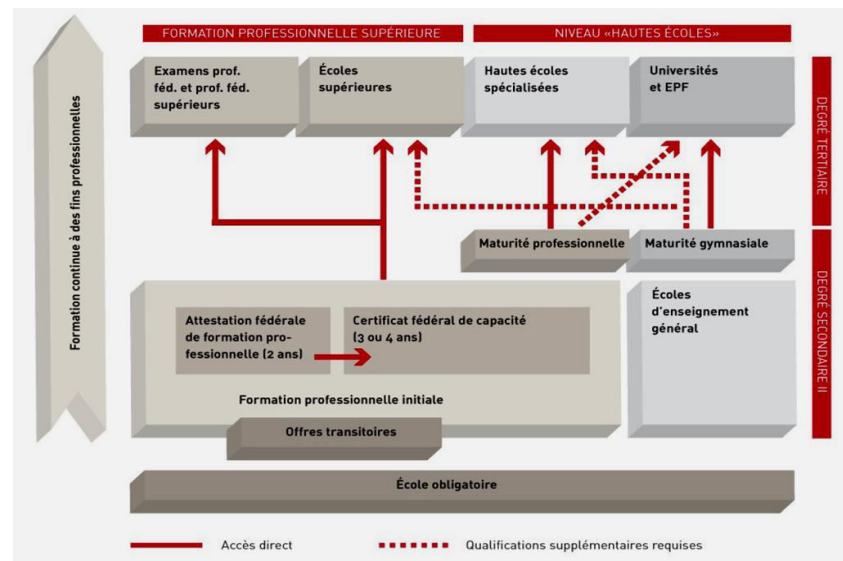 FORMATION PROFESSIONNELLE SUPÉRIEURE
NIVEAU «HAUTES ÉCOLES»
Examens prof.
féd. et prof. féd.
supérieurs
Écoles
supérieures
Hautes écoles
spécialisées
Universités
et EPF
DEGRÉ TERTIAIRE
Formation continue à des fins professionnelles
Maturité professionnelle
Maturité gymnasiale
DEGRÉ SECONDAIRE II
Attestation fédérale
de formation pro-
fessionnelle (2 ans)
Certificat fédéral de capacité
(3 ou 4 ans)
Écoles
d'enseignement
général
Formation professionnelle initiale
Offres transitoires
École obligatoire
Accès direct
Qualifications supplémentaires requises